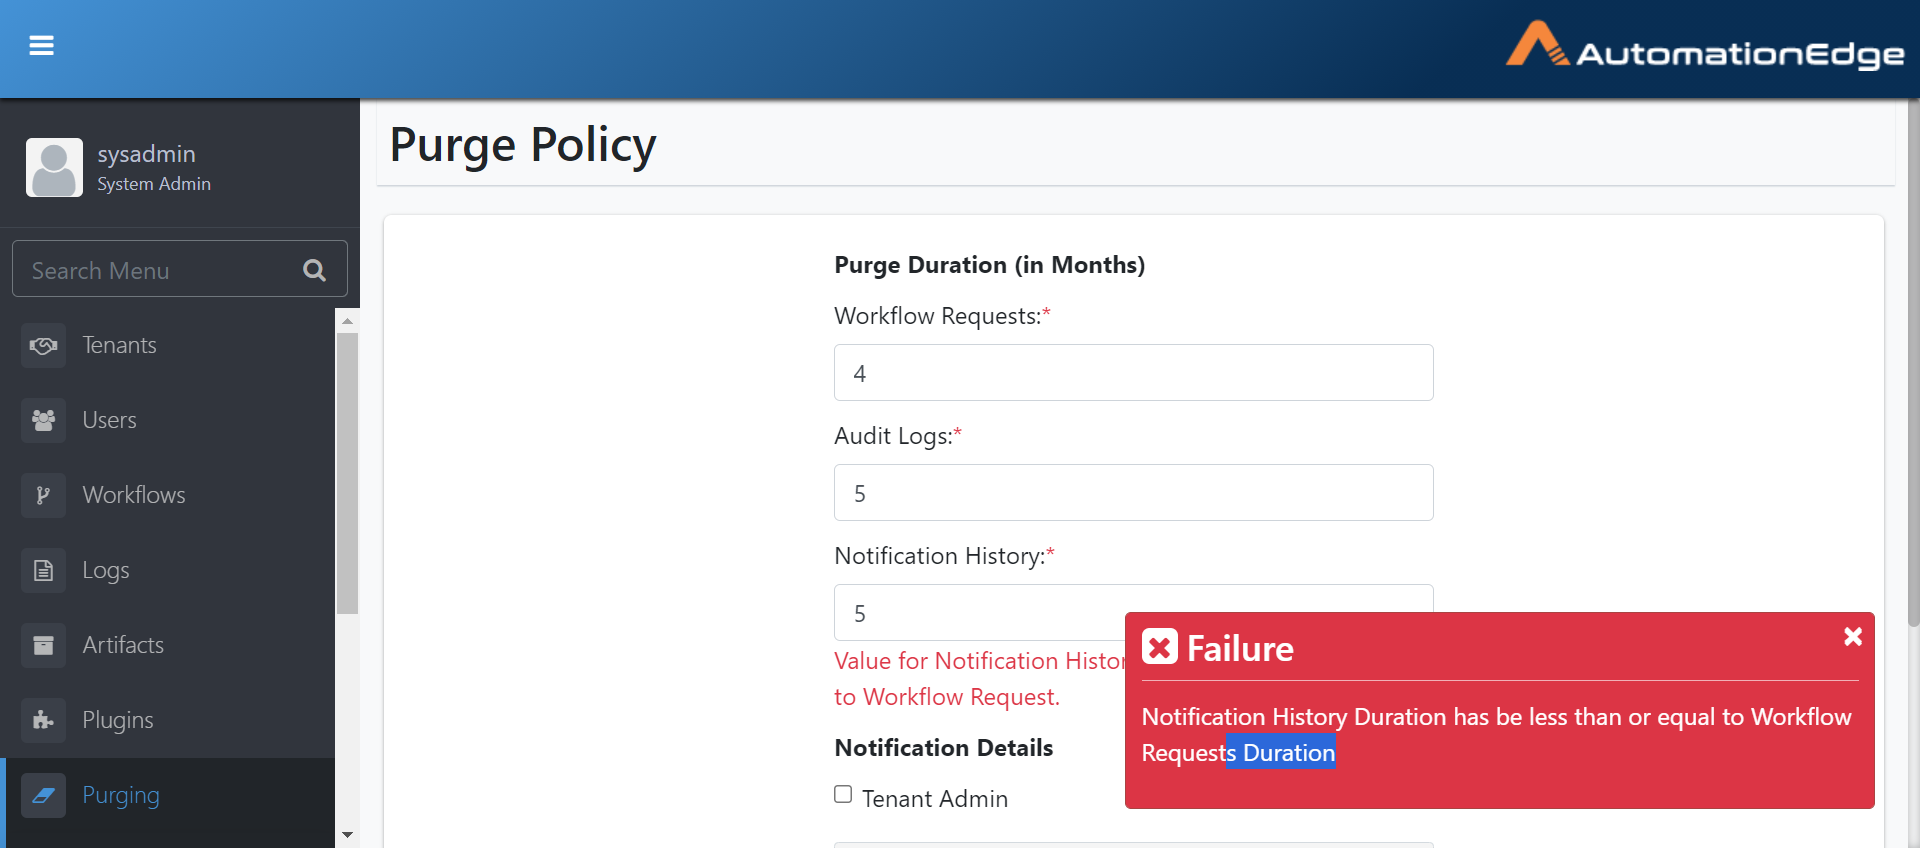 AutomationEdge
sysadmin
System Admin
Search Menu
Tenants
Users
Workflows
Logs
Artifacts
Plugins
Purging
Purge Policy
Purge Duration (in Months)
Workflow Requests:*
4
Audit Logs:*
5
Notification History:*
5
Value for Notification
to Workflow Request.
Notification Details
Tenant Admin
Failure
Notification History Duration has be less than or equal to Workflow
Requests Duration